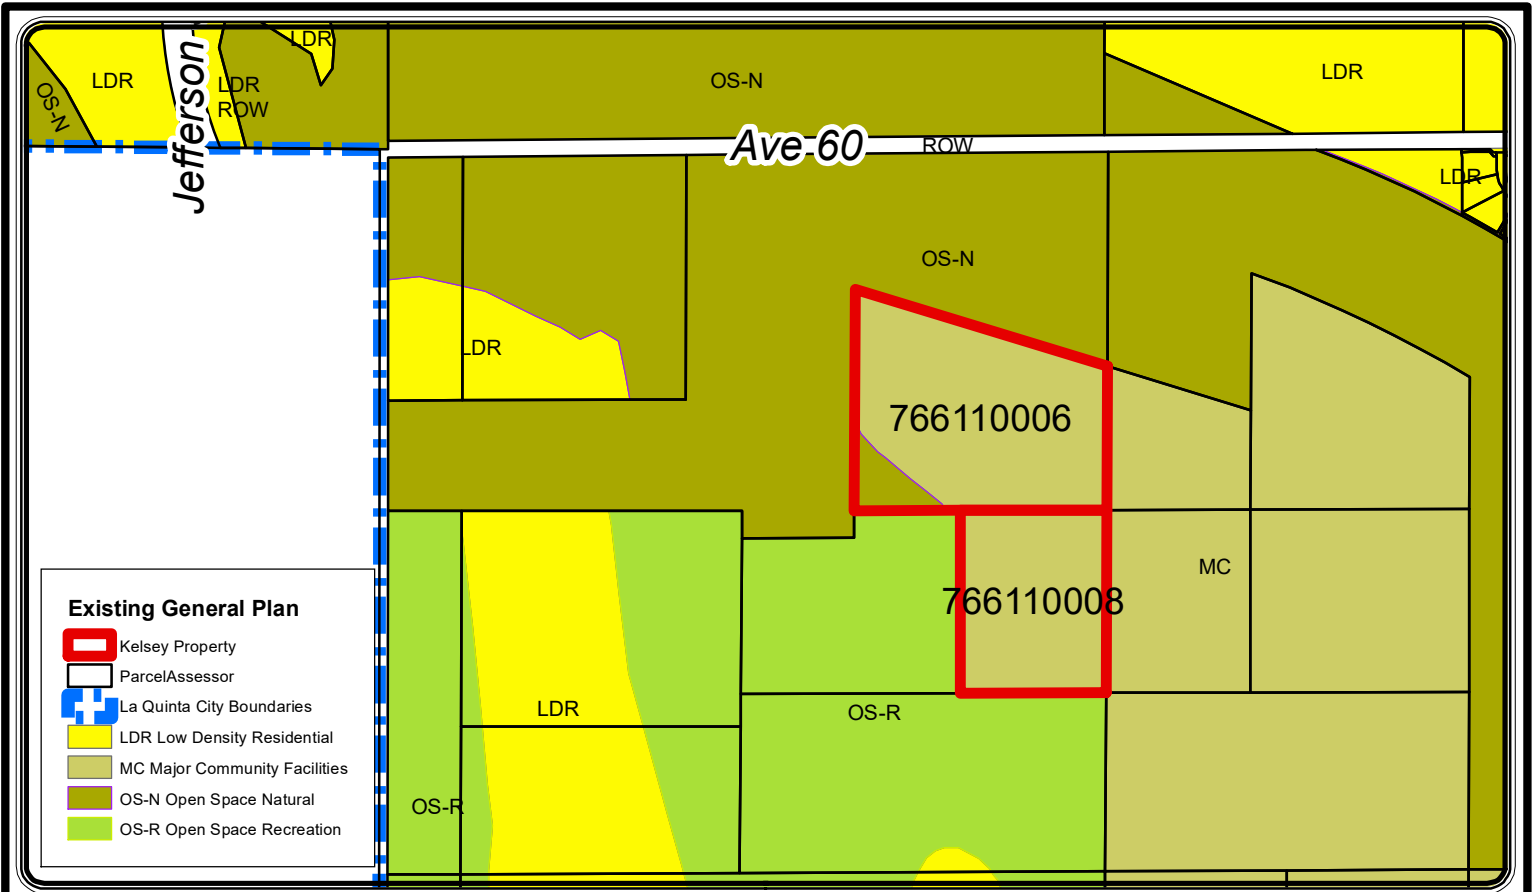 LDR
OS-N
Jefferson
LDR
ROW
LDR
OS-N
LDR
Ave 60
ROW
LDR
OS-N
LDR
766110006
MC
766110008
LDR
OS-R
OS-R
Existing General Plan
Kelsey Property
ParcelAssessor
La Quinta City Boundaries
LDR Low Density Residential
MC Major Community Facilities
OS-N Open Space Natural
OS-R Open Space Recreation